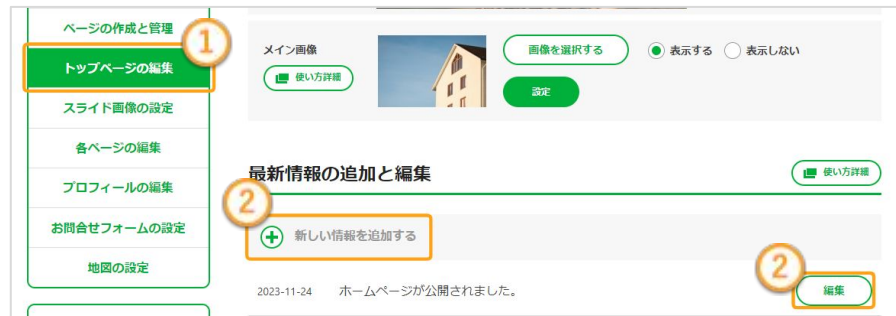 ページの作成と管理
1
トップページの編集
スライド画像の設定
各ページの編集
プロフィールの編集
お問合せフォームの設定
地図の設定
メイン画像
使い方詳細
画像を選択する
表示する
表示しない
設定
最新情報の追加と編集
使い方詳細
2
新しい情報を追加する
2
2023-11-24 ホームページが公開されました。
編集